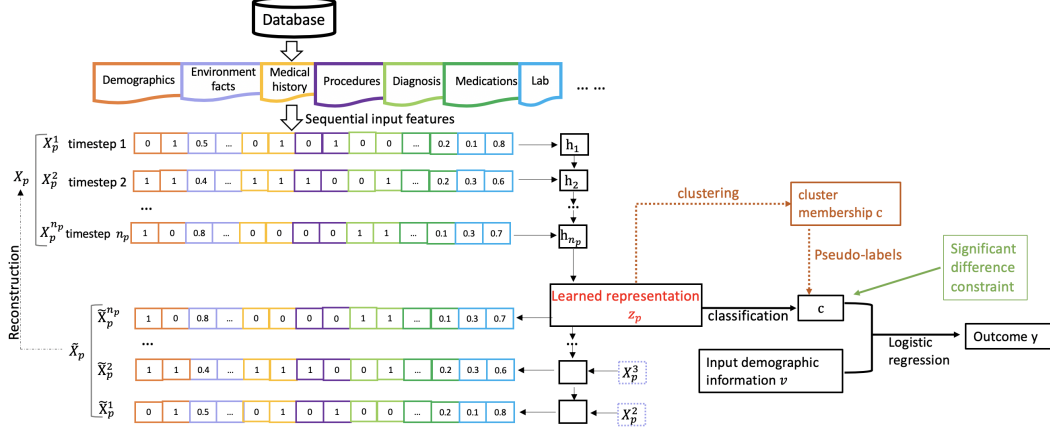 Database
Demographics
Environment
facts
Medical
history
Procedures
Diagnosis
Medications
Lab
... ...
Sequential input features
X_p^1 timestep 1 0 1 0.5 ... 0 1 0 1 0 0 ... 0.2 0.1 0.8 h_1
X_p X_p^2 timestep 2 1 1 0.4 ... 1 1 1 0 0 1 ... 0.2 0.3 0.6 h_2
... ...
X_p^{n_p} timestep n_p 1 0 0.8 ... 0 0 0 0 1 1 ... 0.1 0.3 0.7 h_{n_p}
clustering
cluster
membership c
Pseudo-labels
Significant
difference
constraint
Reconstruction
Learned representation
z_p
classification
c
Input demographic
information v
Logistic
regression
Outcome y
X̃_p
X̃_p^{n_p} 1 0 0.8 ... 0 0 0 0 1 1 ... 0.1 0.3 0.7
... ...
X̃_p^2 1 1 0.4 ... 1 1 1 0 0 1 ... 0.2 0.3 0.6 X_p^3
X̃_p^1 0 1 0.5 ... 0 1 0 1 0 0 ... 0.2 0.1 0.8 X_p^2